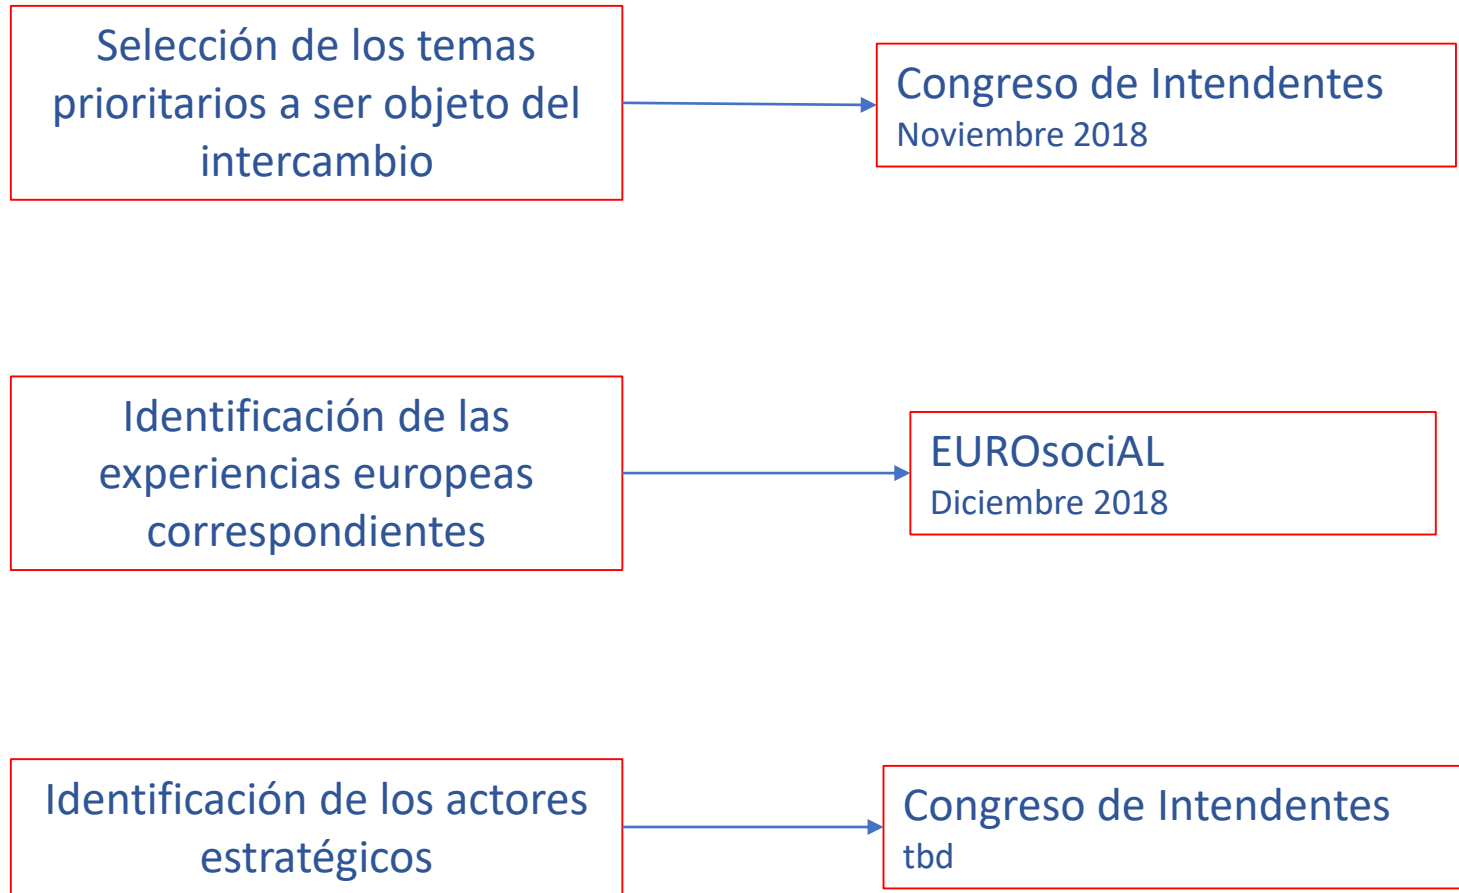 Selección de los temas
prioritarios a ser objeto del
intercambio
Congreso de Intendentes
Noviembre 2018
Identificación de las
experiencias europeas
correspondientes
EUROsociAL
Diciembre 2018
Identificación de los actores
estratégicos
Congreso de Intendentes
tbd